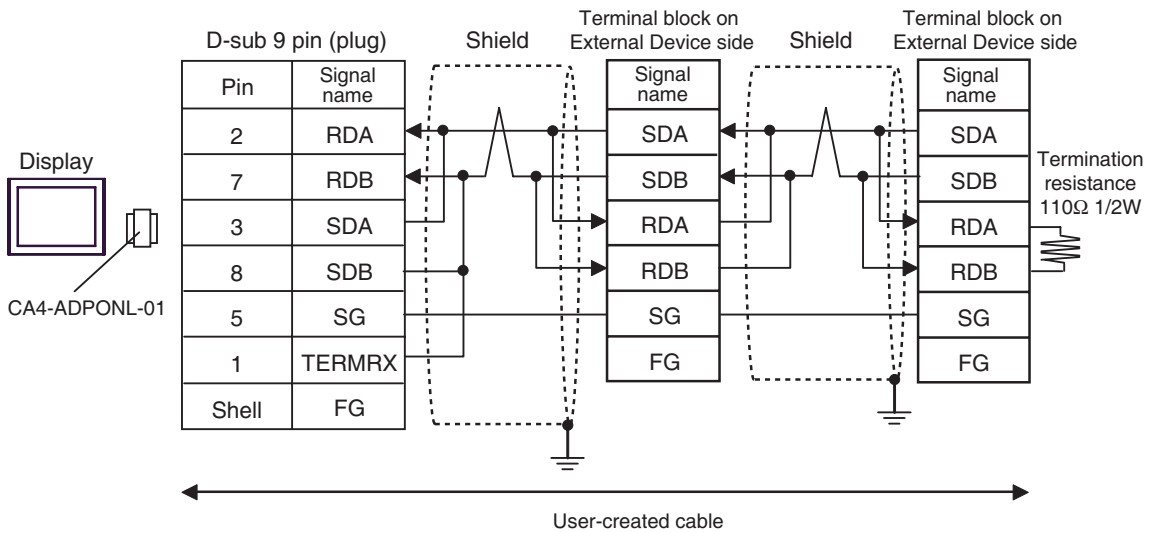 Display
CA4-ADPONL-01
D-sub 9 pin (plug)
Pin
Signal
name
2
RDA
7
RDB
3
SDA
8
SDB
5
SG
1
TERMRX
Shell
FG
Shield
Terminal block on
External Device side
Signal
name
SDA
SDB
RDA
RDB
SG
FG
Shield
Terminal block on
External Device side
Signal
name
SDA
SDB
RDA
RDB
SG
FG
Termination
resistance
110Ω 1/2W
User-created cable